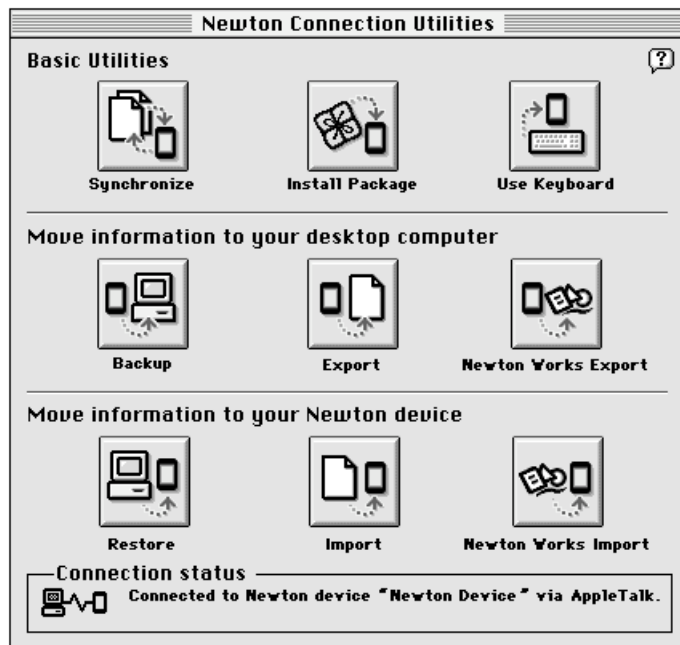 Newton Connection Utilities
Basic Utilities
?
Synchronize
Install Package
Use Keyboard
Move information to your desktop computer
Backup
Export
Newton Works Export
Move information to your Newton device
Restore
Import
Newton Works Import
Connection status
Connected to Newton device "Newton Device" via AppleTalk.